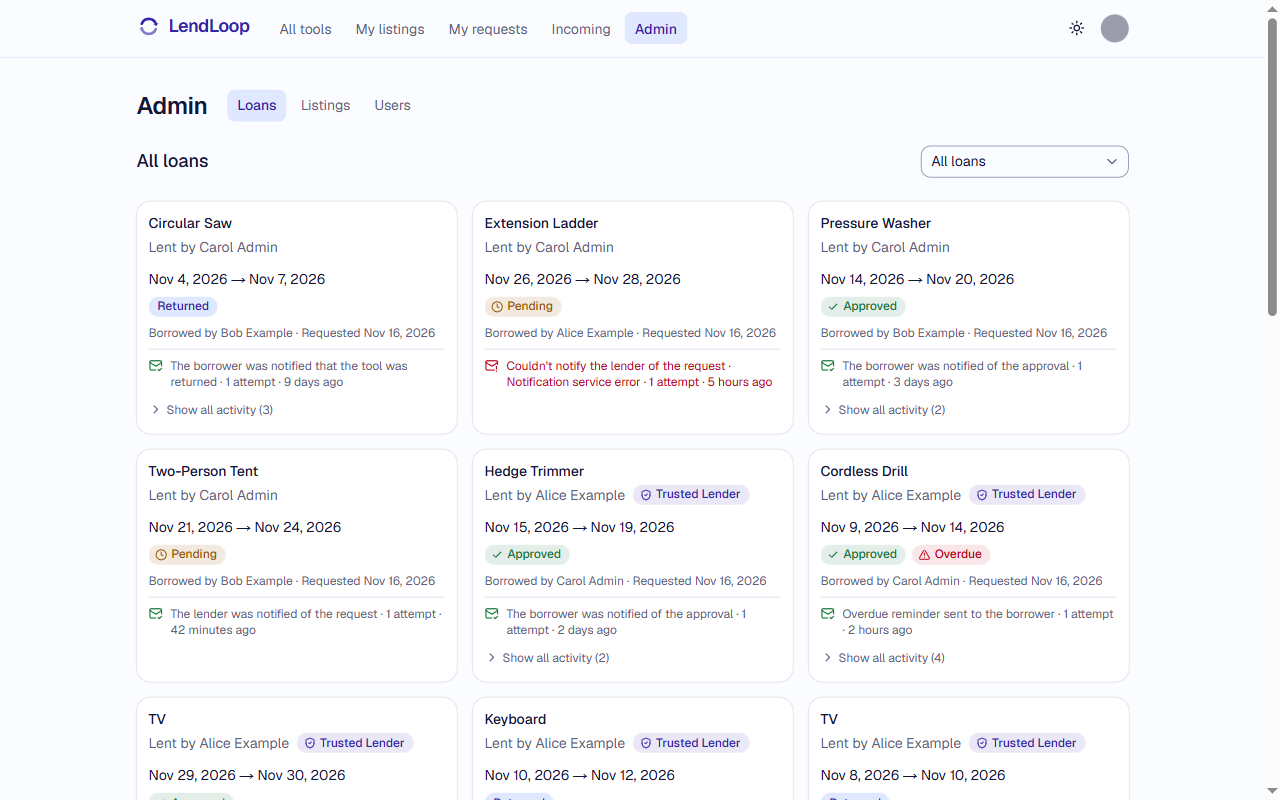 LendLoop All tools My listings My requests Incoming Admin
Admin Loans Listings Users
All loans
All loans
Circular Saw
Lent by Carol Admin
Nov 4, 2026 → Nov 7, 2026
Returned
Borrowed by Bob Example · Requested Nov 16, 2026
The borrower was notified that the tool was
returned · 1 attempt · 9 days ago
Show all activity (3)
Extension Ladder
Lent by Carol Admin
Nov 26, 2026 → Nov 28, 2026
Pending
Borrowed by Alice Example · Requested Nov 16, 2026
Couldn't notify the lender of the request ·
Notification service error · 1 attempt · 5 hours ago
Pressure Washer
Lent by Carol Admin
Nov 14, 2026 → Nov 20, 2026
Approved
Borrowed by Bob Example · Requested Nov 16, 2026
The borrower was notified of the approval · 1
attempt · 3 days ago
Show all activity (2)
Two-Person Tent
Lent by Carol Admin
Nov 21, 2026 → Nov 24, 2026
Pending
Borrowed by Bob Example · Requested Nov 16, 2026
The lender was notified of the request · 1 attempt ·
42 minutes ago
Hedge Trimmer
Lent by Alice Example Trusted Lender
Nov 15, 2026 → Nov 19, 2026
Approved
Borrowed by Carol Admin · Requested Nov 16, 2026
The borrower was notified of the approval · 1
attempt · 2 days ago
Show all activity (2)
Cordless Drill
Lent by Alice Example Trusted Lender
Nov 9, 2026 → Nov 14, 2026
Approved Overdue
Borrowed by Carol Admin · Requested Nov 16, 2026
Overdue reminder sent to the borrower · 1 attempt
· 2 hours ago
Show all activity (4)
TV
Lent by Alice Example Trusted Lender
Nov 29, 2026 → Nov 30, 2026
Keyboard
Lent by Alice Example Trusted Lender
Nov 10, 2026 → Nov 12, 2026
TV
Lent by Alice Example Trusted Lender
Nov 8, 2026 → Nov 10, 2026